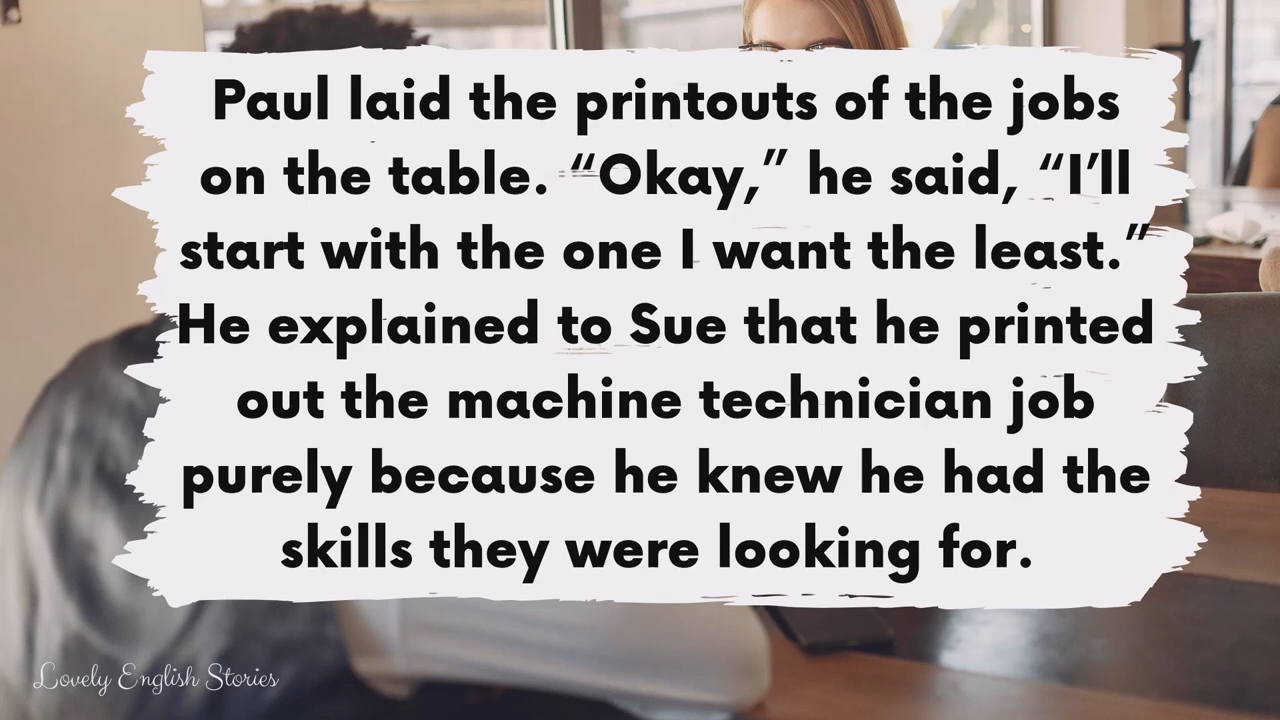 Paul laid the printouts of the jobs
on the table. “Okay,” he said, “I’ll
start with the one I want the least.”
He explained to Sue that he printed
out the machine technician job
purely because he knew he had the
skills they were looking for.
Lovely English Stories